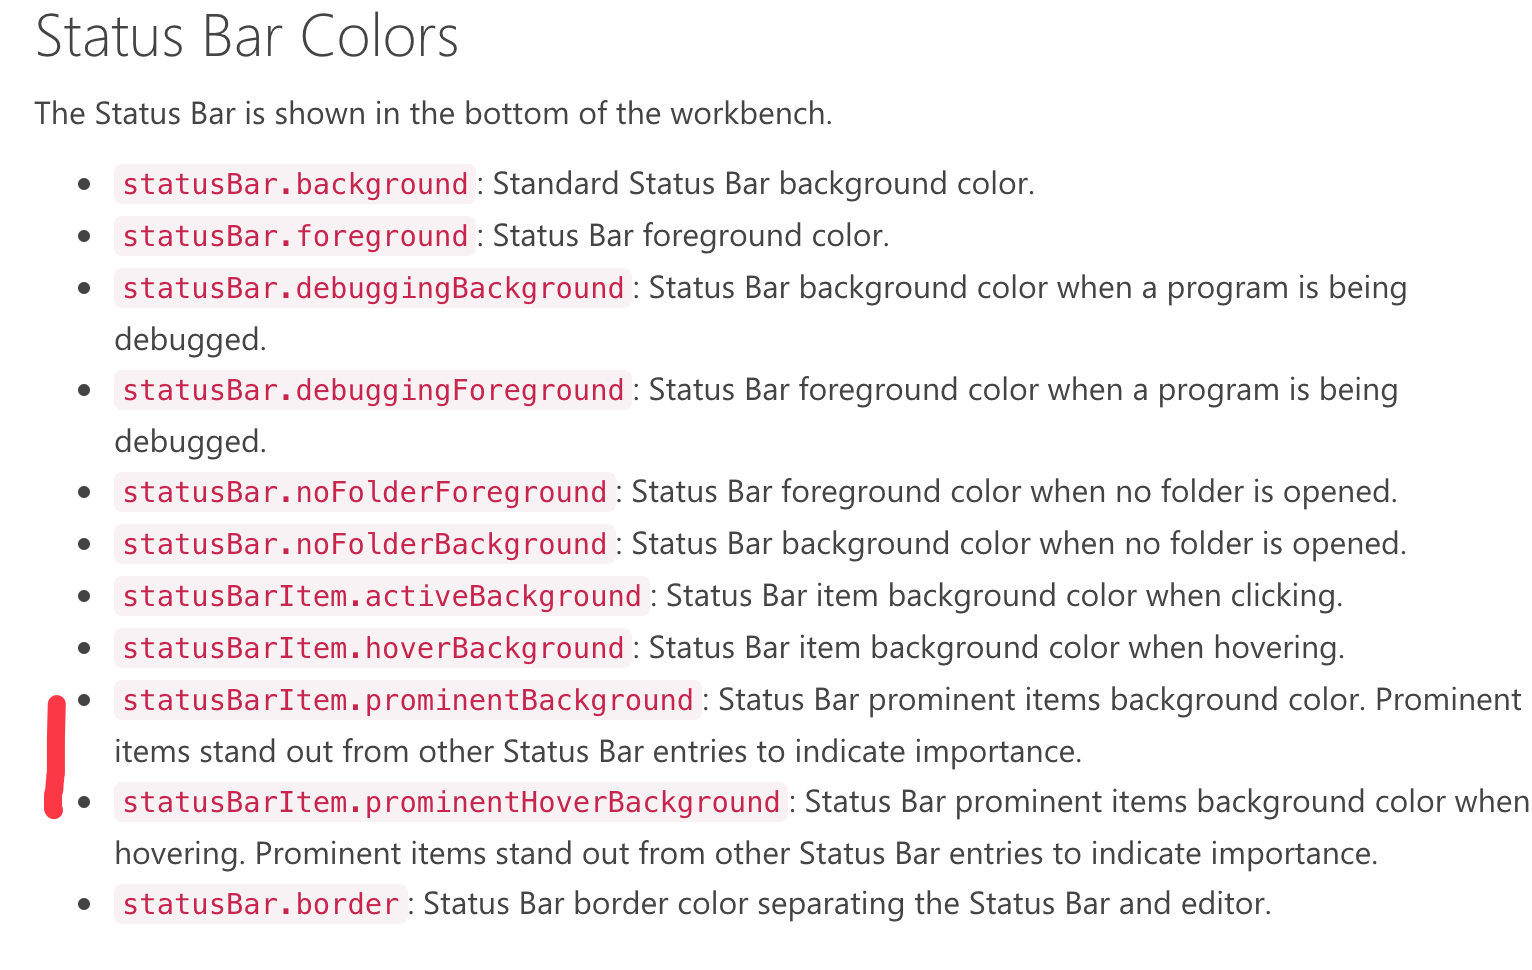 Status Bar Colors
The Status Bar is shown in the bottom of the workbench.
• statusBar.background: Standard Status Bar background color.
• statusBar.foreground: Status Bar foreground color.
• statusBar.debuggingBackground: Status Bar background color when a program is being
debugged.
• statusBar.debuggingForeground: Status Bar foreground color when a program is being
debugged.
• statusBar.noFolderForeground: Status Bar foreground color when no folder is opened.
• statusBar.noFolderBackground: Status Bar background color when no folder is opened.
• statusBarItem.activeBackground: Status Bar item background color when clicking.
• statusBarItem.hoverBackground: Status Bar item background color when hovering.
• statusBarItem.prominentBackground: Status Bar prominent items background color. Prominent
items stand out from other Status Bar entries to indicate importance.
• statusBarItem.prominentHoverBackground: Status Bar prominent items background color when
hovering. Prominent items stand out from other Status Bar entries to indicate importance.
• statusBar.border: Status Bar border color separating the Status Bar and editor.